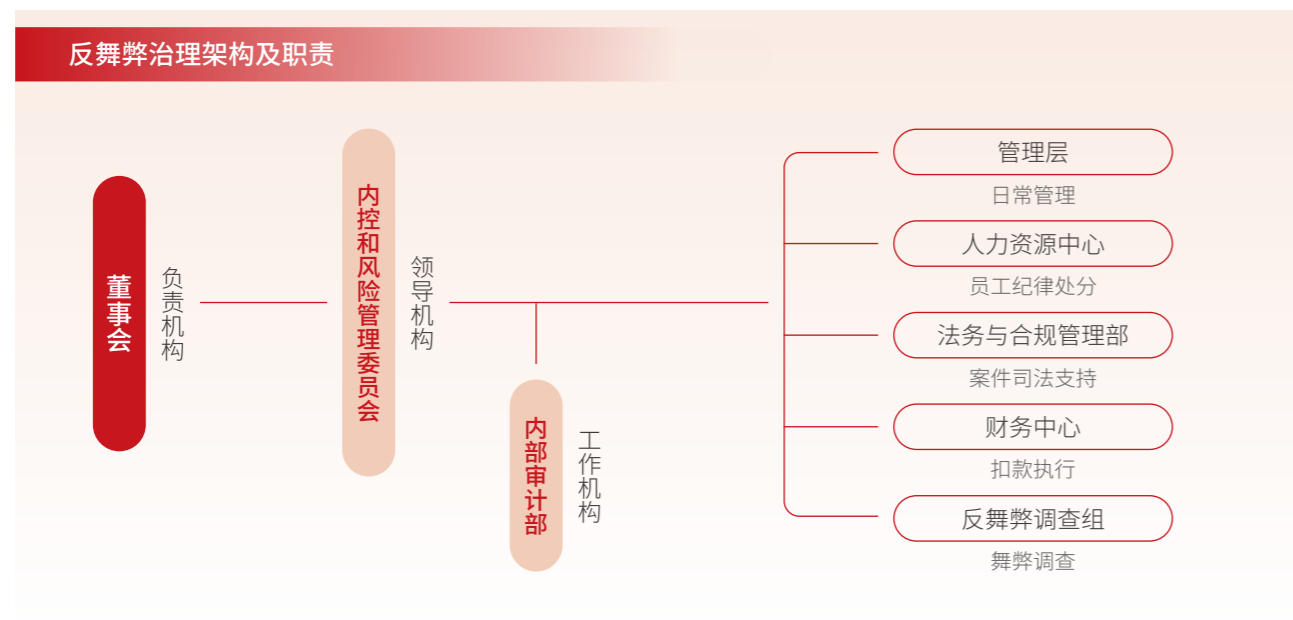 反舞弊治理架构及职责
董事会
负责机构
内控和风险管理委员会
领导机构
内部审计部
工作机构
管理层
日常管理
人力资源中心
员工纪律处分
法务与合规管理部
案件司法支持
财务中心
扣款执行
反舞弊调查组
舞弊调查